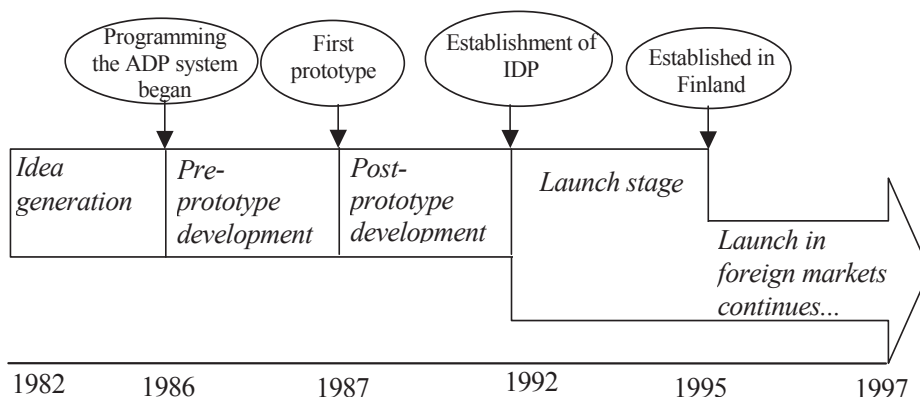 Programming
the ADP system
began
First
prototype
Establishment of
IDP
Established in
Finland
Idea
generation
Pre-
prototype
development
Post-
prototype
development
Launch stage
Launch in
foreign markets
continues...
1982
1986
1987
1992
1995
1997